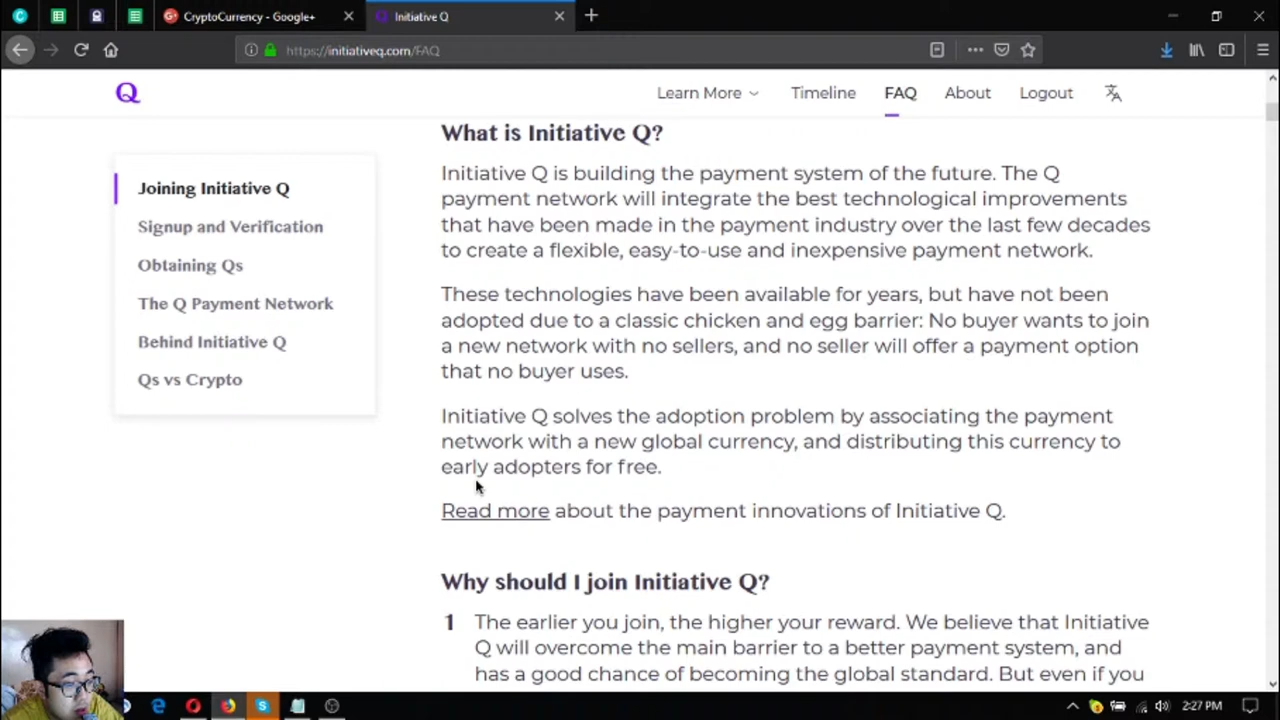 CryptoCurrency - Google+
Initiative Q
https://initiativeq.com/FAQ
Q
Learn More
Timeline
FAQ
About
Logout
Joining Initiative Q
Signup and Verification
Obtaining Qs
The Q Payment Network
Behind Initiative Q
Qs vs Crypto
What is Initiative Q?
Initiative Q is building the payment system of the future. The Q
payment network will integrate the best technological improvements
that have been made in the payment industry over the last few decades
to create a flexible, easy-to-use and inexpensive payment network.
These technologies have been available for years, but have not been
adopted due to a classic chicken and egg barrier: No buyer wants to join
a new network with no sellers, and no seller will offer a payment option
that no buyer uses.
Initiative Q solves the adoption problem by associating the payment
network with a new global currency, and distributing this currency to
early adopters for free.
Read more about the payment innovations of Initiative Q.
Why should I join Initiative Q?
1 The earlier you join, the higher your reward. We believe that Initiative
Q will overcome the main barrier to a better payment system, and
has a good chance of becoming the global standard. But even if you
2:27 PM